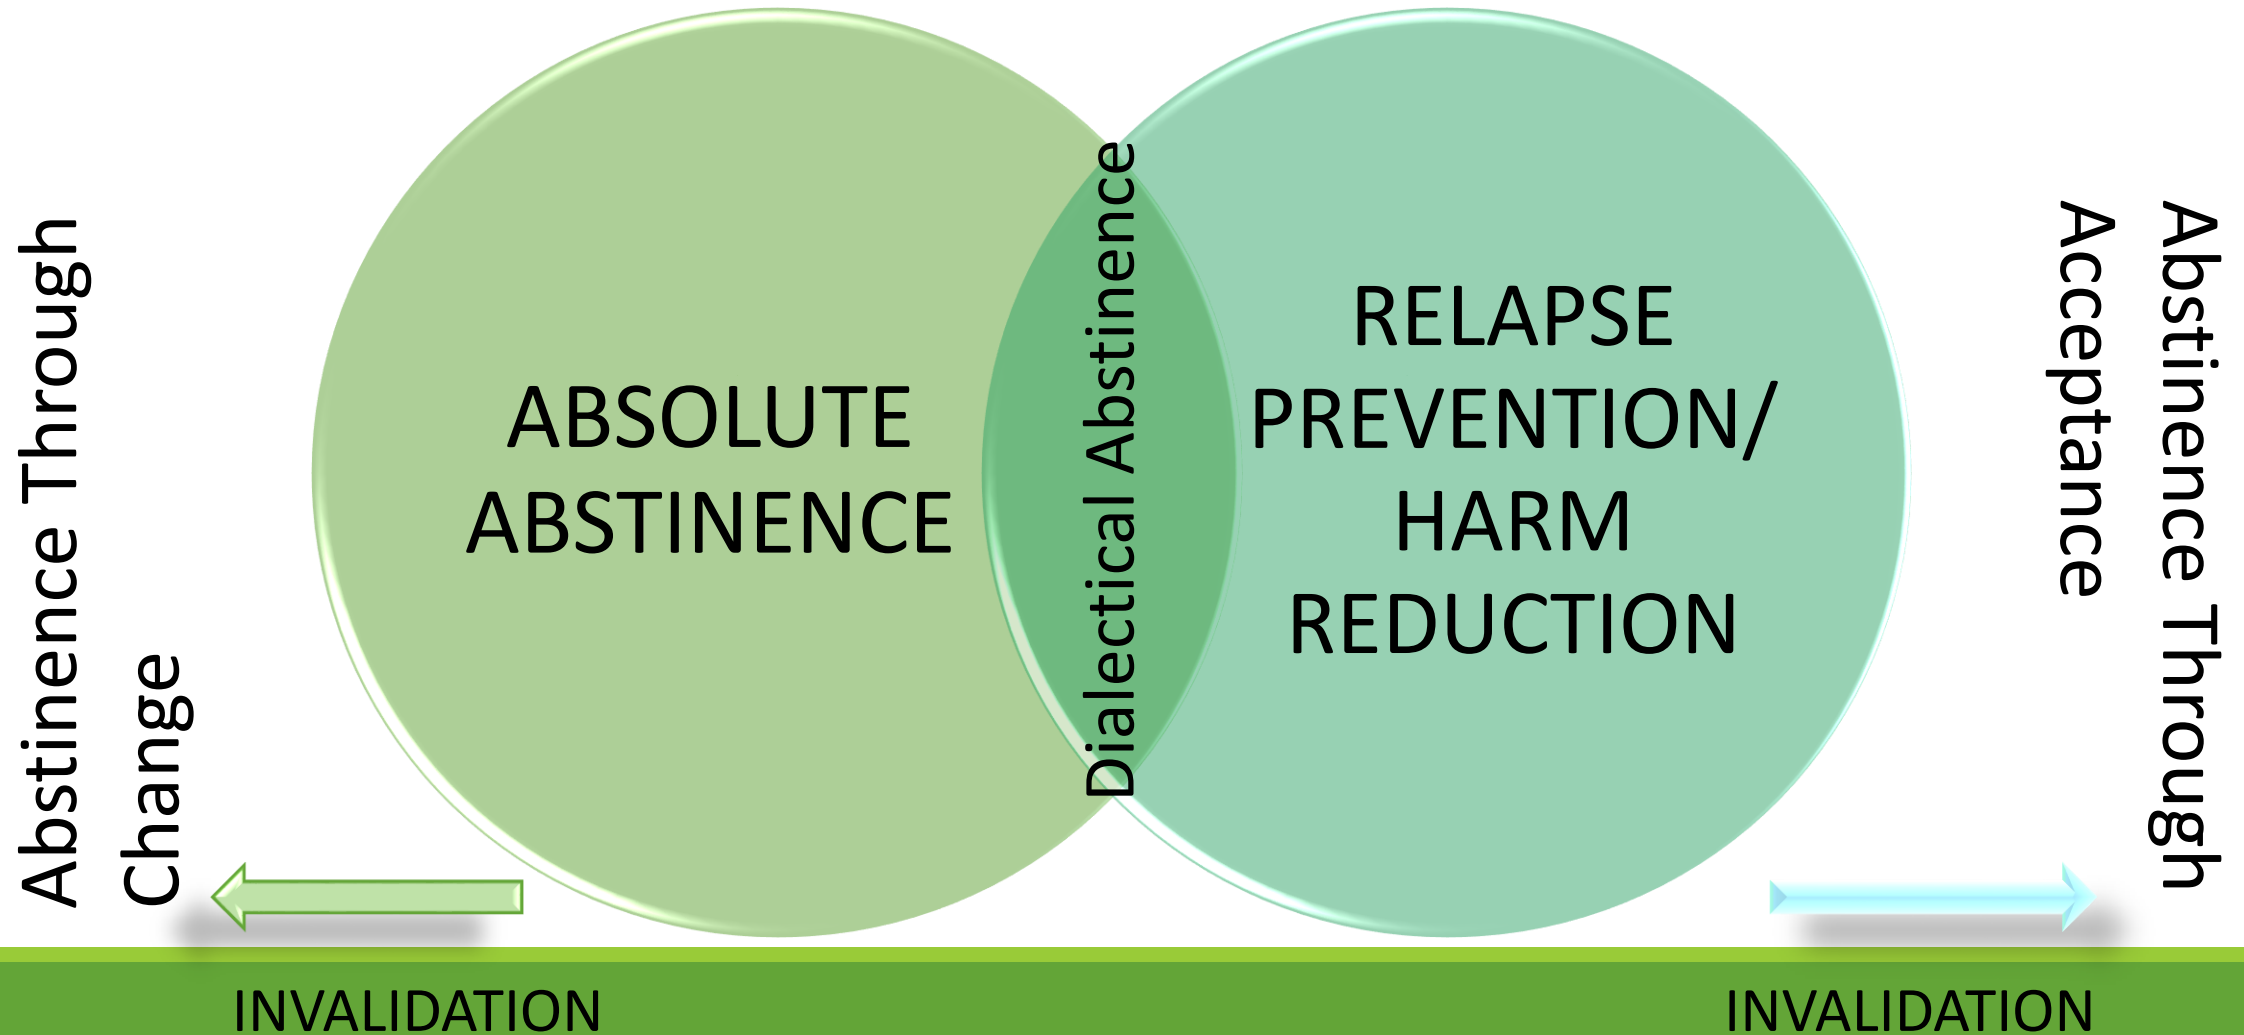 Abstinence Through
Change
ABSOLUTE
ABSTINENCE
Dialectical Abstinence
RELAPSE
PREVENTION/
HARM
REDUCTION
Abstinence Through
Acceptance
INVALIDATION
INVALIDATION